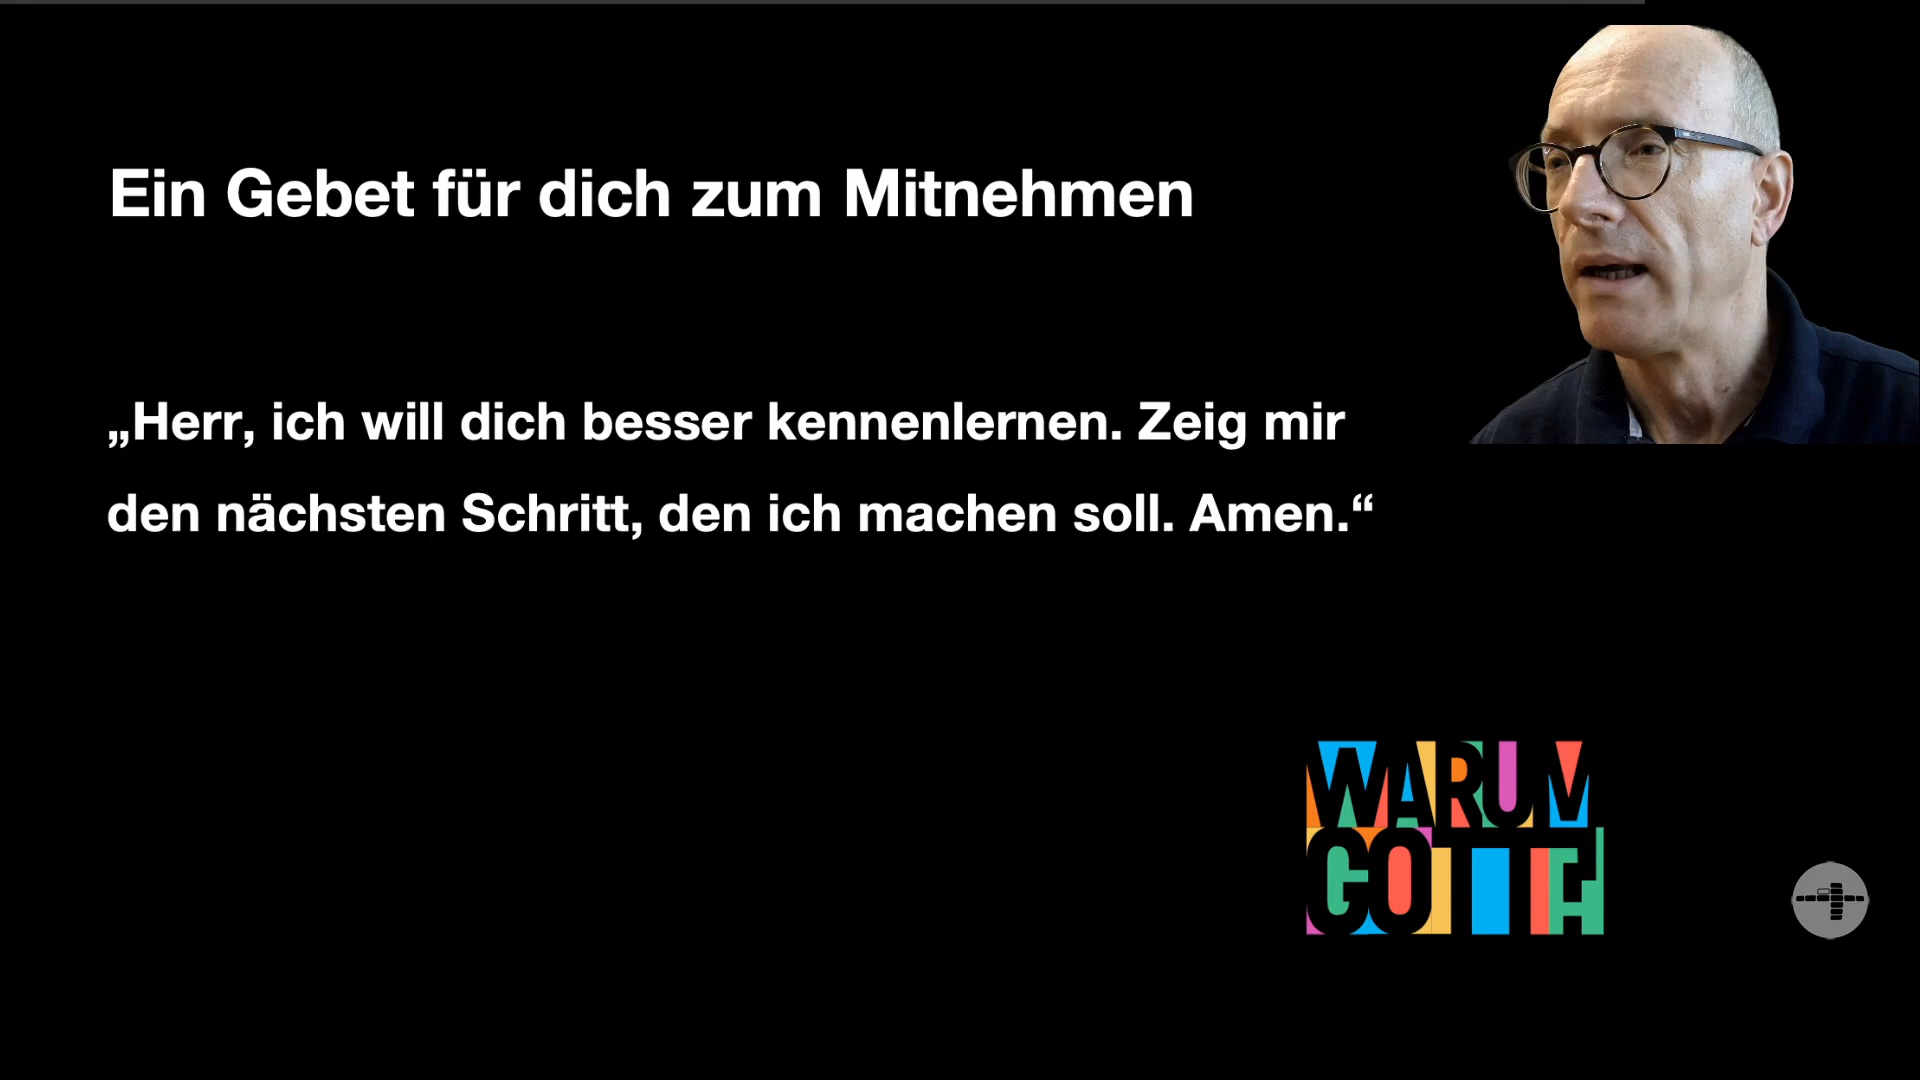 Ein Gebet für dich zum Mitnehmen
„Herr, ich will dich besser kennenlernen. Zeig mir
den nächsten Schritt, den ich machen soll. Amen.“
WARUM
GOTT?!